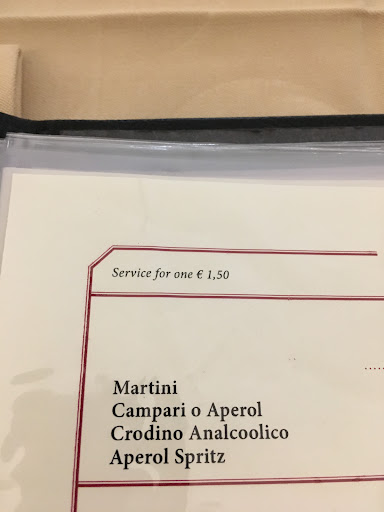 Service for one € 1,50
Martini
Campari o Aperol
Crodino Analcoolico
Aperol Spritz